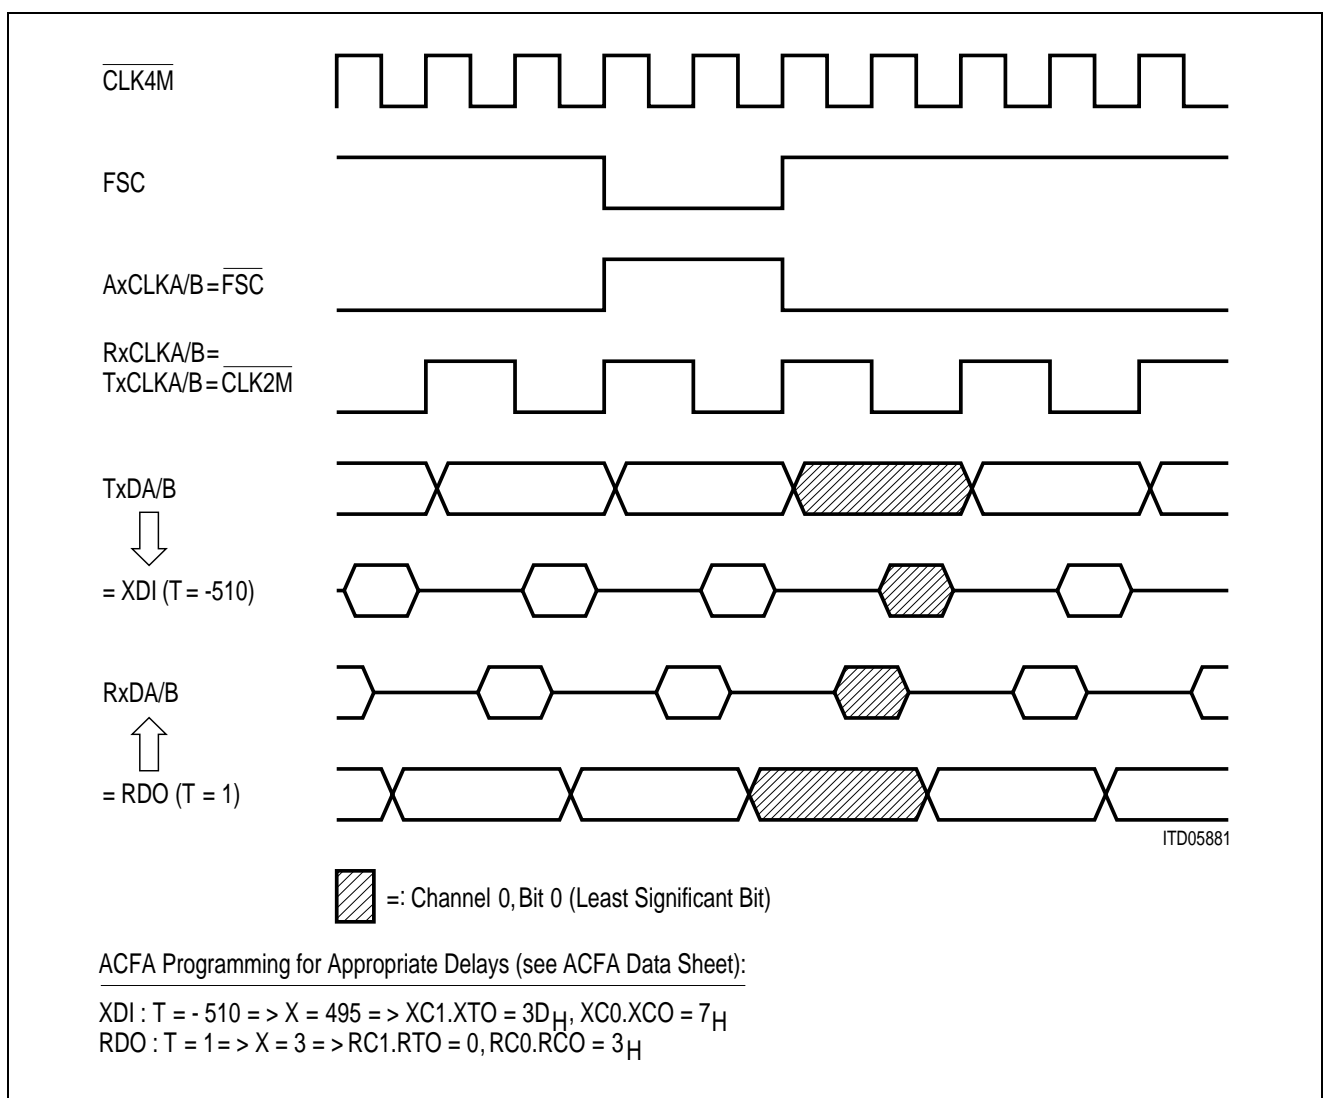 CLK4M
FSC
AxCLKA/B=FSC
RxCLKA/B=
TxCLKA/B=CLK2M
TxDA/B
= XDI (T = -510)
RxDA/B
= RDO (T = 1)
ITD05881
=: Channel 0, Bit 0 (Least Significant Bit)
ACFA Programming for Appropriate Delays (see ACFA Data Sheet):
XDI : T = - 510 = > X = 495 = > XC1.XTO = 3DH, XC0.XCO = 7H
RDO : T = 1 = > X = 3 = > RC1.RTO = 0, RC0.RCO = 3H